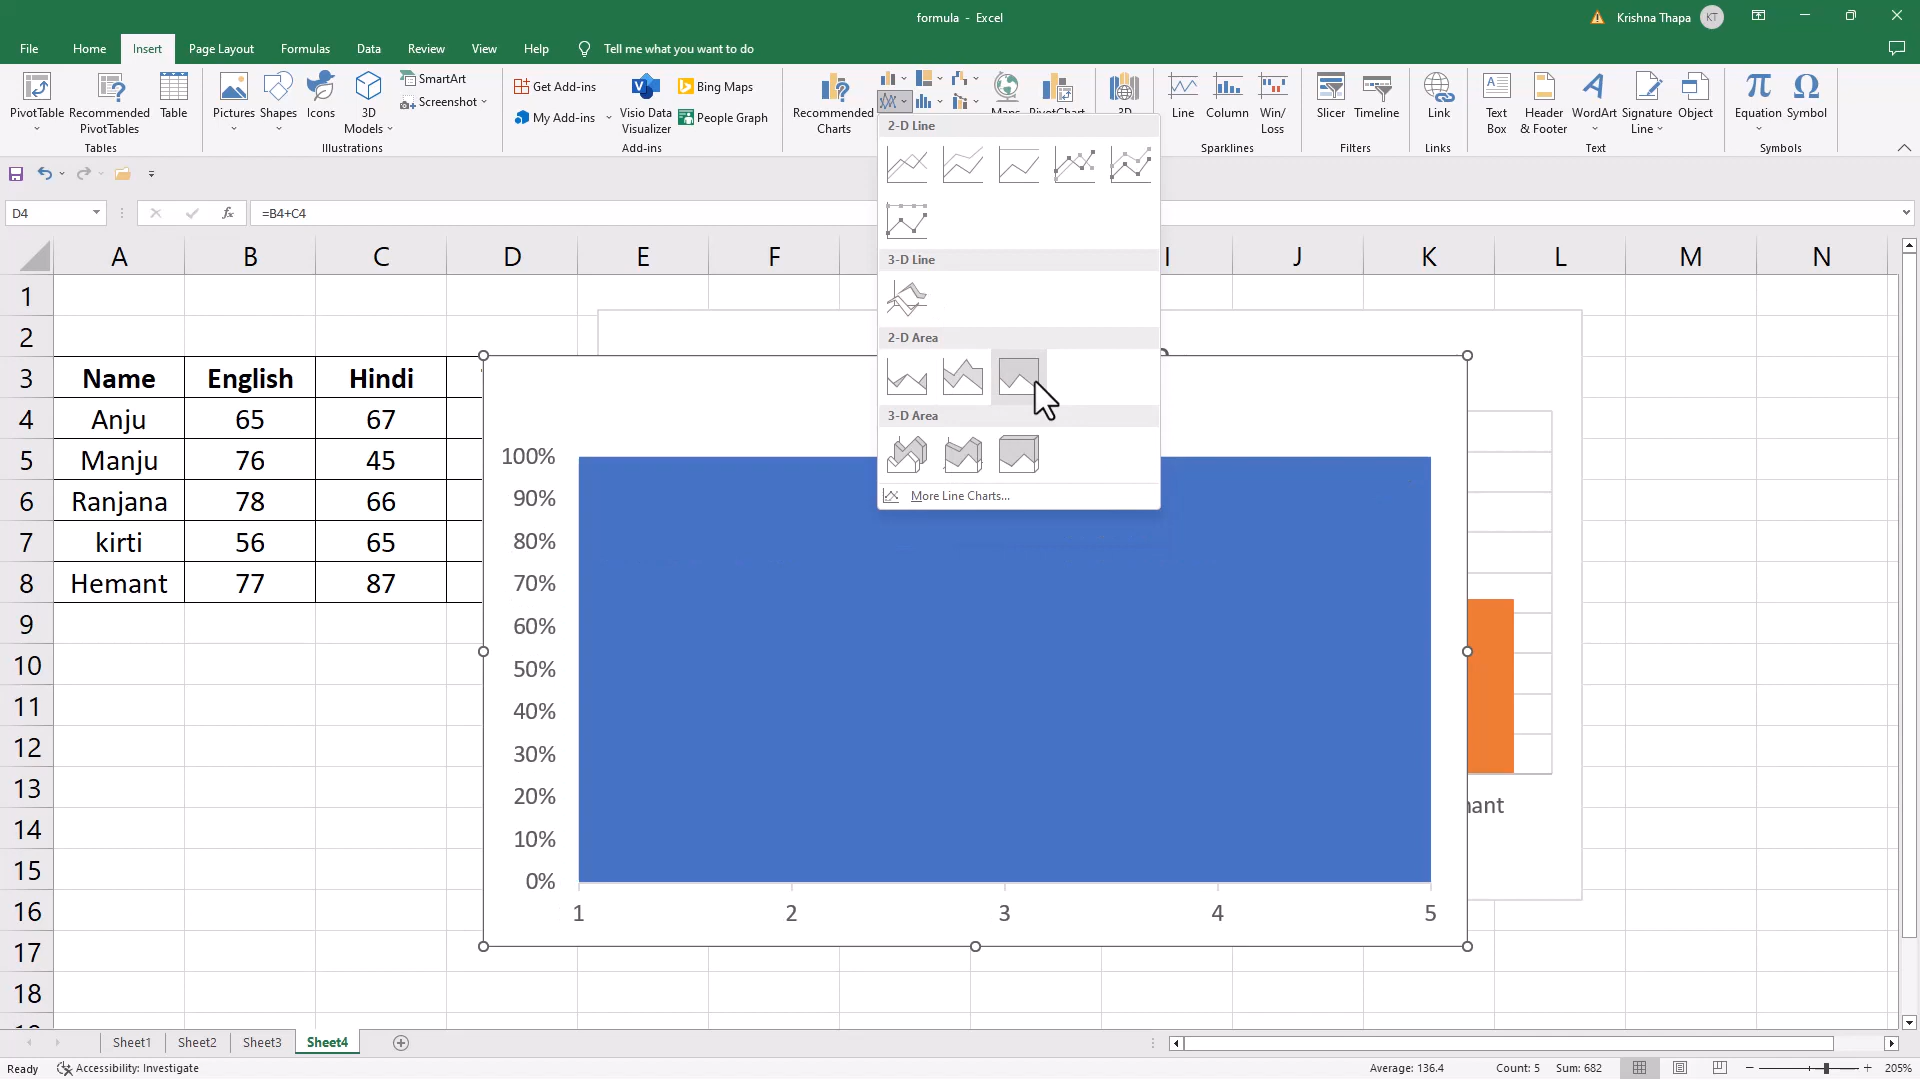 formula - Excel
Krishna Thapa KT
File Home Insert Page Layout Formulas Data Review View Help Tell me what you want to do
PivotTable
Recommended PivotTables
Table
Tables
Pictures
Shapes
Icons
3D Models
SmartArt
Screenshot
Illustrations
Get Add-ins
My Add-ins
Visio Data Visualizer
Bing Maps
People Graph
Add-ins
Recommended Charts
Maps
PivotChart
3D
Line
Column
Win/ Loss
Sparklines
Slicer
Timeline
Filters
Link
Links
Text Box
Header & Footer
WordArt
Signature Line
Object
Text
Equation
Symbol
Symbols
D4
fx
=B4+C4
2-D Line
3-D Line
2-D Area
3-D Area
More Line Charts...
A B C D E F I J K L M N
1
2
3 Name English Hindi
4 Anju 65 67
5 Manju 76 45
6 Ranjana 78 66
7 kirti 56 65
8 Hemant 77 87
9
10
11
12
13
14
15
16
17
18
100%
90%
80%
70%
60%
50%
40%
30%
20%
10%
0%
1 2 3 4 5
Sheet1 Sheet2 Sheet3 Sheet4
Ready Accessibility: Investigate Average: 136.4 Count: 5 Sum: 682 205%